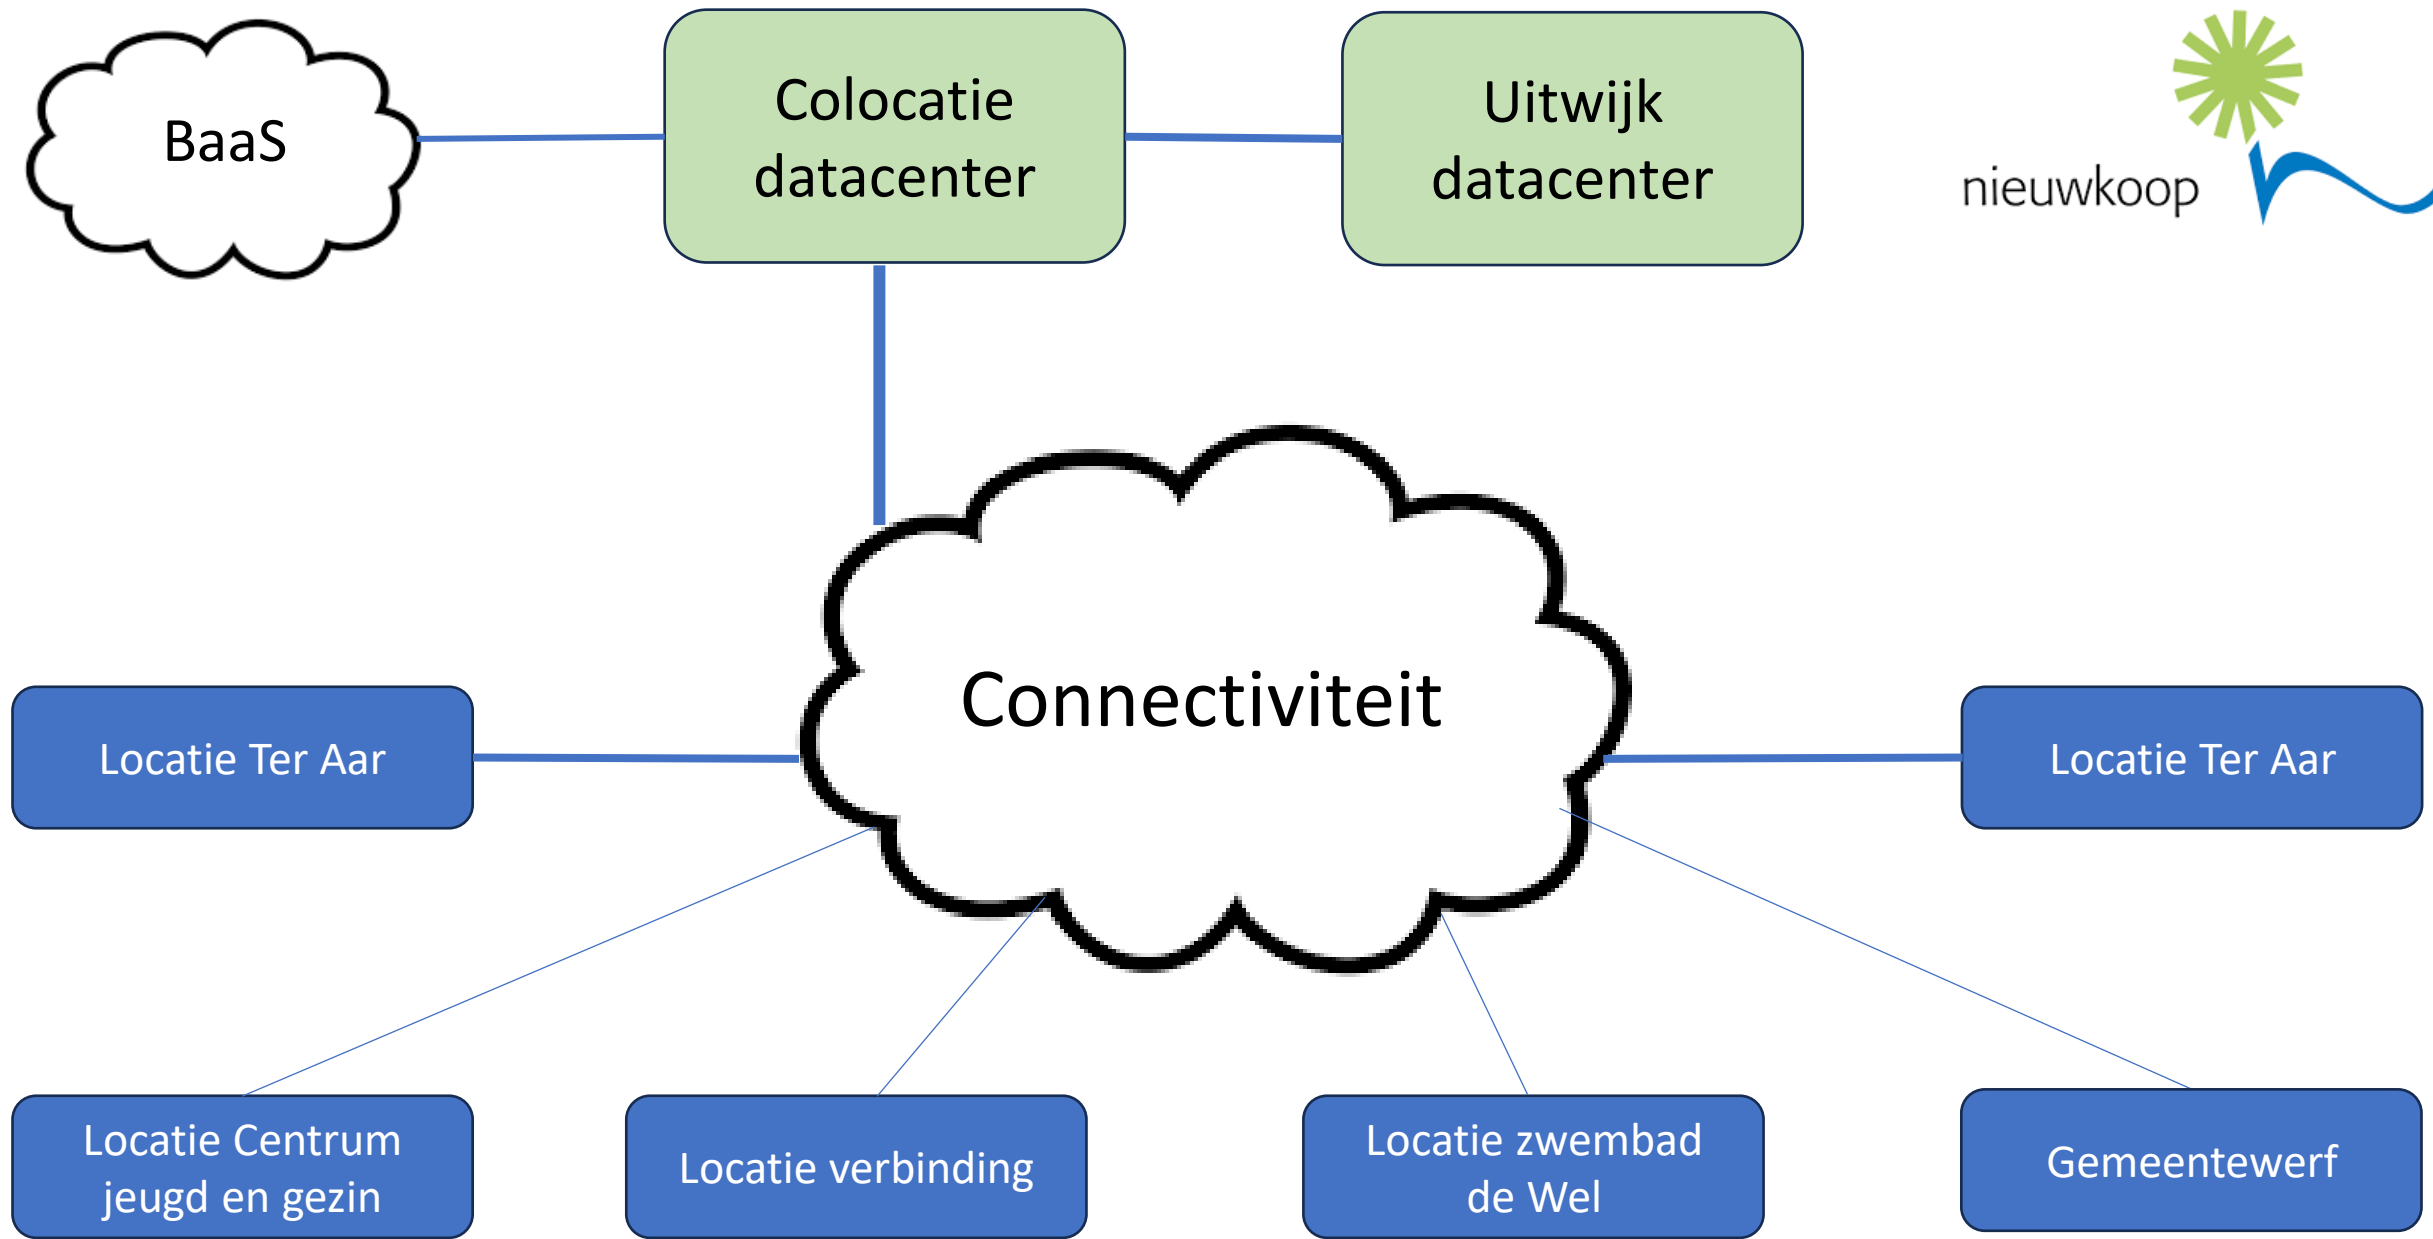 BaaS
Colocatie
datacenter
Uitwijk
datacenter
nieuwkoop
Connectiviteit
Locatie Ter Aar
Locatie Ter Aar
Locatie Centrum
jeugd en gezin
Locatie verbinding
Locatie zwembad
de Wel
Gemeentewerf